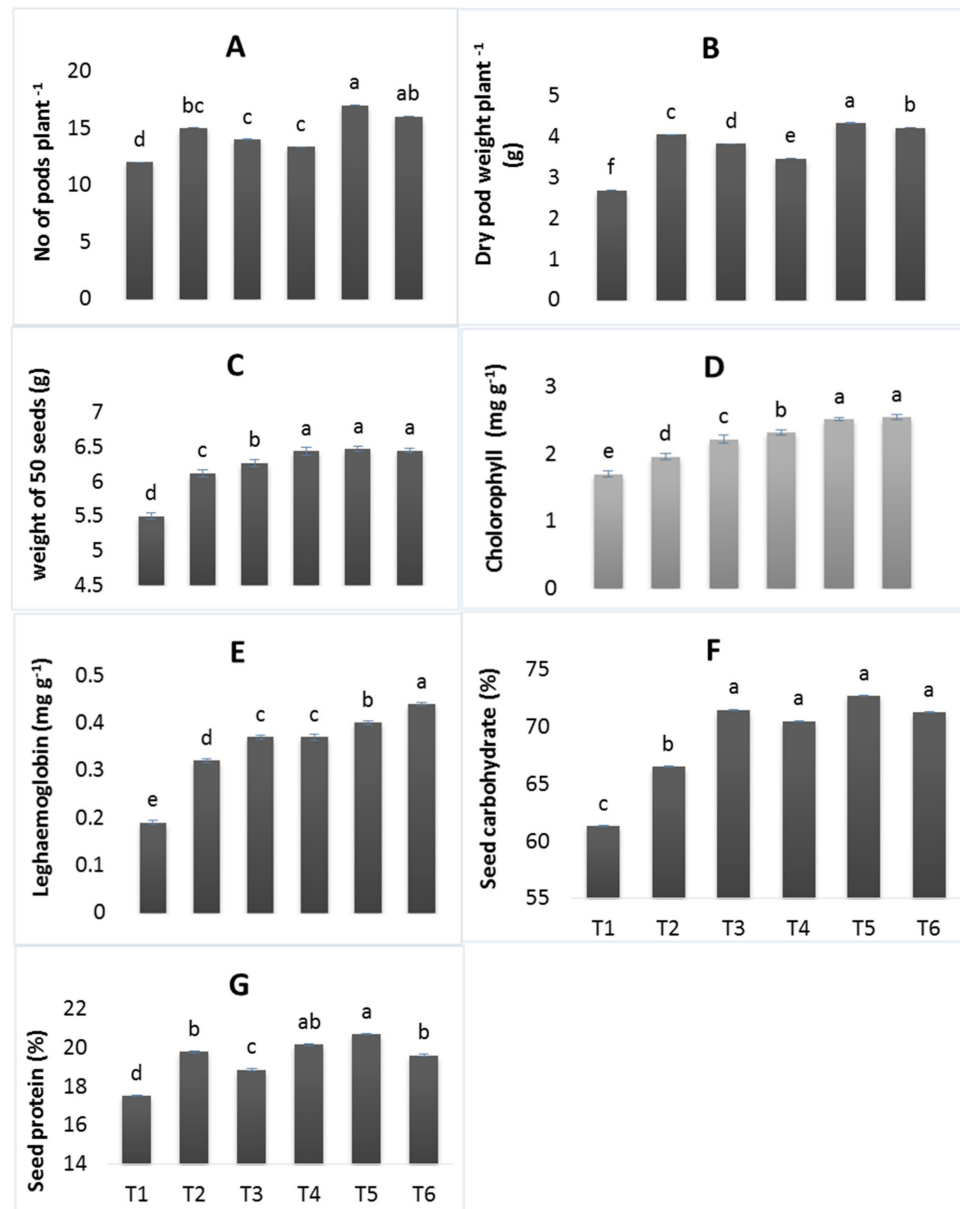 A
No of pods plant -1
20
15
10
5
0
d
bc
c
c
a
ab
B
Dry pod weight plant -1
(g)
5
4
3
2
1
0
f
c
d
e
a
b
C
weight of 50 seeds (g)
7
6.5
6
5.5
5
4.5
d
c
b
a
a
a
D
Cholorophyll (mg g-1)
3
2
1
0
e
d
c
b
a
a
E
Leghaemoglobin (mg g-1)
0.5
0.4
0.3
0.2
0.1
0
e
d
c
c
b
a
F
Seed carbohydrate (%)
75
70
65
60
55
c
b
a
a
a
a
T1 T2 T3 T4 T5 T6
G
Seed protein (%)
22
20
18
16
14
d
b
c
ab
a
b
T1 T2 T3 T4 T5 T6